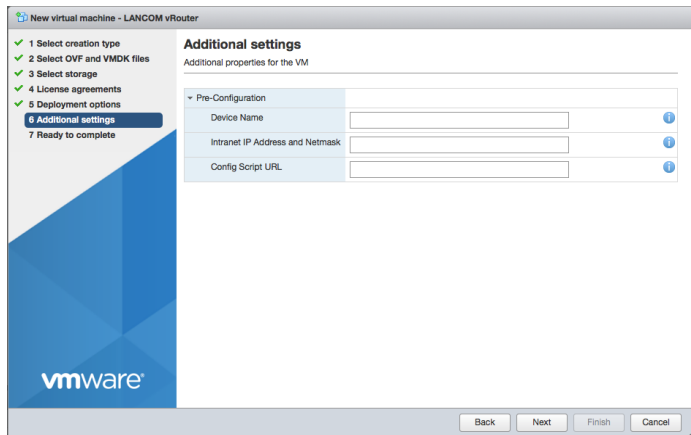 New virtual machine - LANCOM vRouter
1 Select creation type
2 Select OVF and VMDK files
3 Select storage
4 License agreements
5 Deployment options
6 Additional settings
7 Ready to complete
Additional settings
Additional properties for the VM
Pre-Configuration
Device Name
Intranet IP Address and Netmask
Config Script URL
vmware®
Back Next Finish Cancel